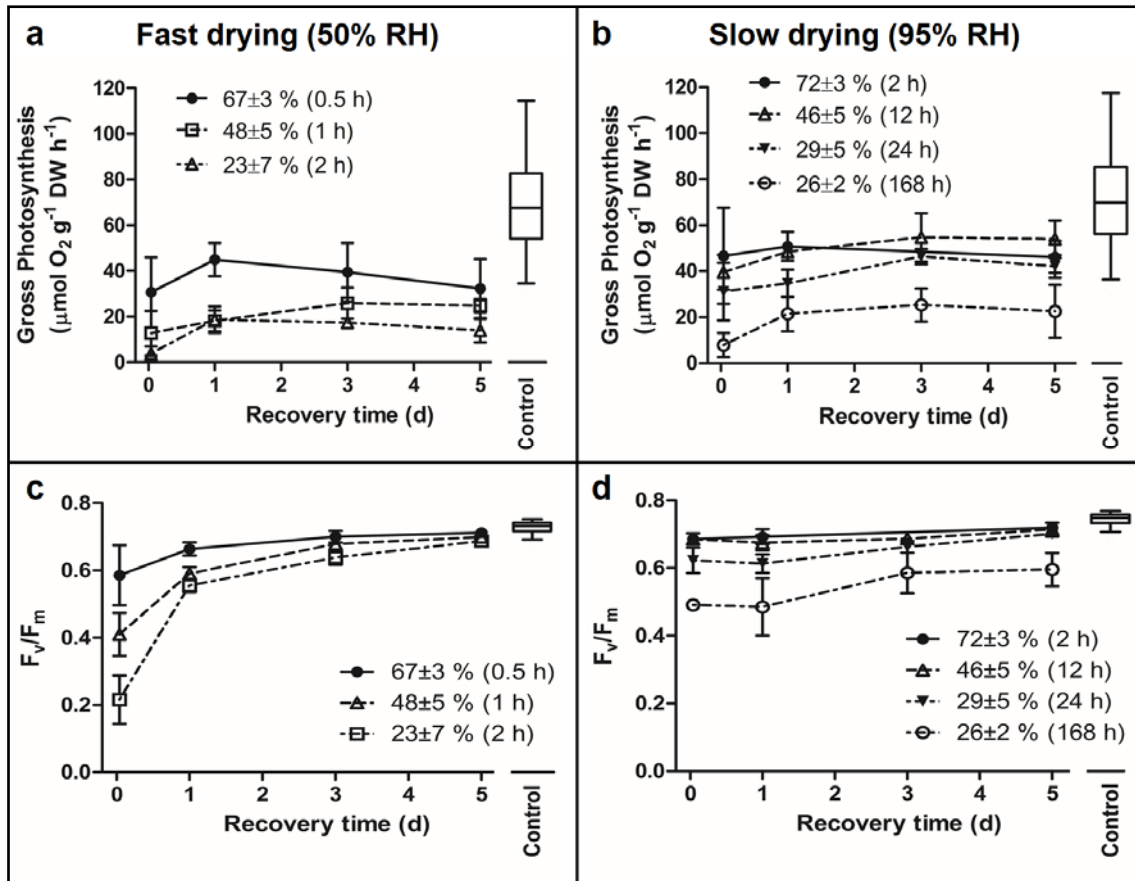 a Fast drying (50% RH)
Gross Photosynthesis
(μmol O₂ g⁻¹ DW h⁻¹)
120
100
80
60
40
20
0
67±3 % (0.5 h)
48±5 % (1 h)
23±7 % (2 h)
0 1 2 3 4 5
Recovery time (d)
Control
b Slow drying (95% RH)
Gross Photosynthesis
(μmol O₂ g⁻¹ DW h⁻¹)
120
100
80
60
40
20
0
72±3 % (2 h)
46±5 % (12 h)
29±5 % (24 h)
26±2 % (168 h)
0 1 2 3 4 5
Recovery time (d)
Control
c
Fv/Fm
0.8
0.6
0.4
0.2
0.0
67±3 % (0.5 h)
48±5 % (1 h)
23±7 % (2 h)
0 1 2 3 4 5
Recovery time (d)
Control
d
Fv/Fm
0.8
0.6
0.4
0.2
0.0
72±3 % (2 h)
46±5 % (12 h)
29±5 % (24 h)
26±2 % (168 h)
0 1 2 3 4 5
Recovery time (d)
Control